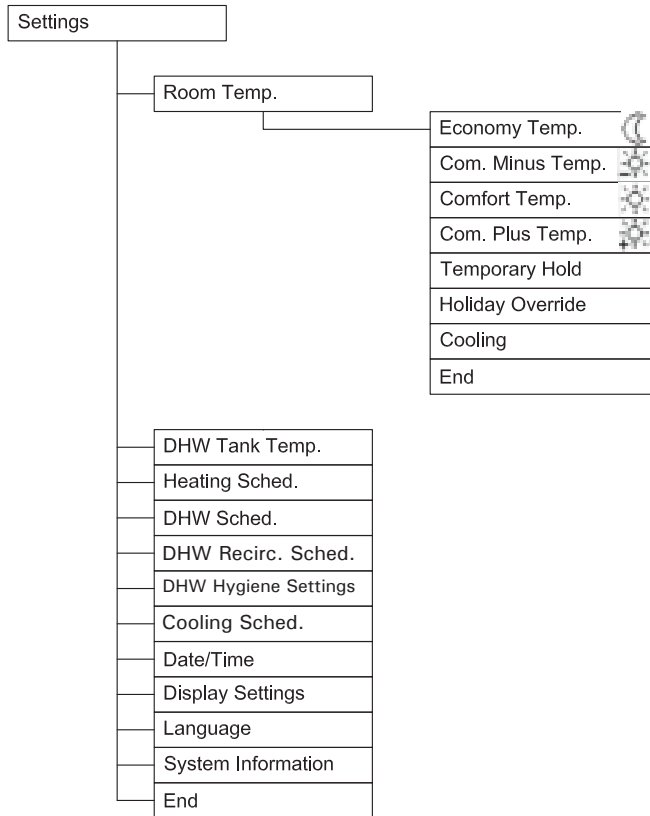 Settings
Room Temp.
Economy Temp.
Com. Minus Temp.
Comfort Temp.
Com. Plus Temp.
Temporary Hold
Holiday Override
Cooling
End
DHW Tank Temp.
Heating Sched.
DHW Sched.
DHW Recirc. Sched.
DHW Hygiene Settings
Cooling Sched.
Date/Time
Display Settings
Language
System Information
End